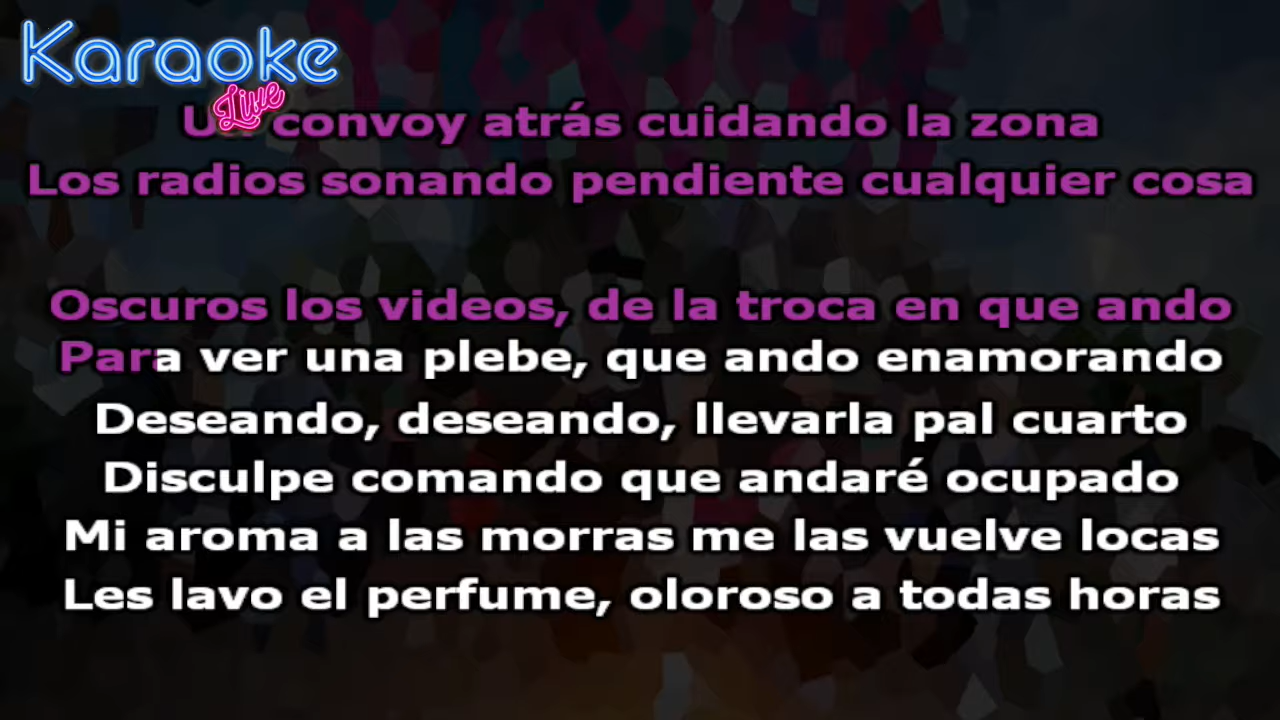 Karaoke
Live
convoy atrás cuidando la zona
Los radios sonando pendiente cualquier cosa
Oscuros los videos, de la troca en que ando
Para ver una plebe, que ando enamorando
Deseando, deseando, llevarla pal cuarto
Disculpe comando que andaré ocupado
Mi aroma a las morras me las vuelve locas
Les lavo el perfume, oloroso a todas horas